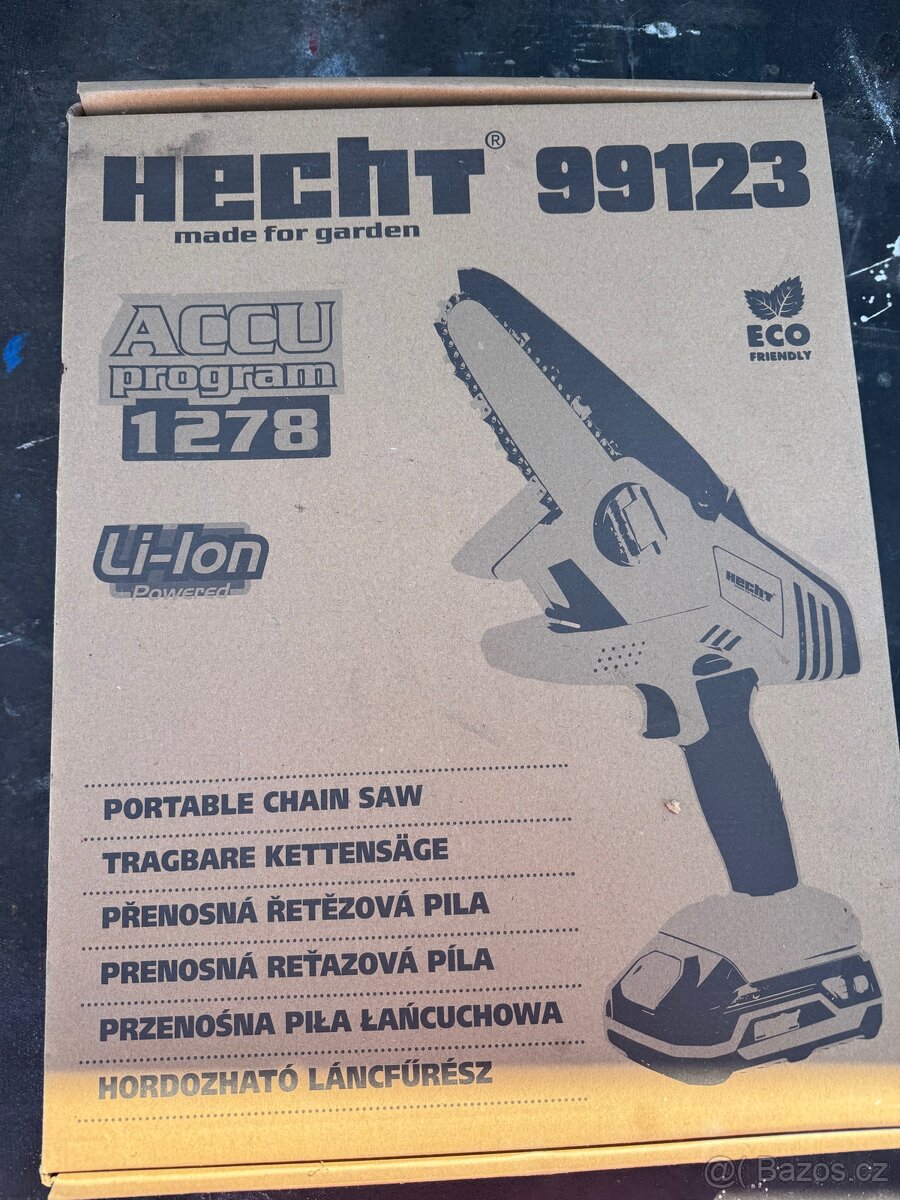 Hecht® 99123
made for garden
ACCU
program
1278
ECO
FRIENDLY
Li-Ion
Powered
HECHT
PORTABLE CHAIN SAW
TRAGBARE KETTENSÄGE
PŘENOSNÁ ŘETĚZOVÁ PILA
PRENOSNÁ REŤAZOVÁ PÍLA
PRZENOŚNA PIŁA ŁAŃCUCHOWA
HORDOZHATÓ LÁNCFŰRÉSZ
@( Bazos.cz